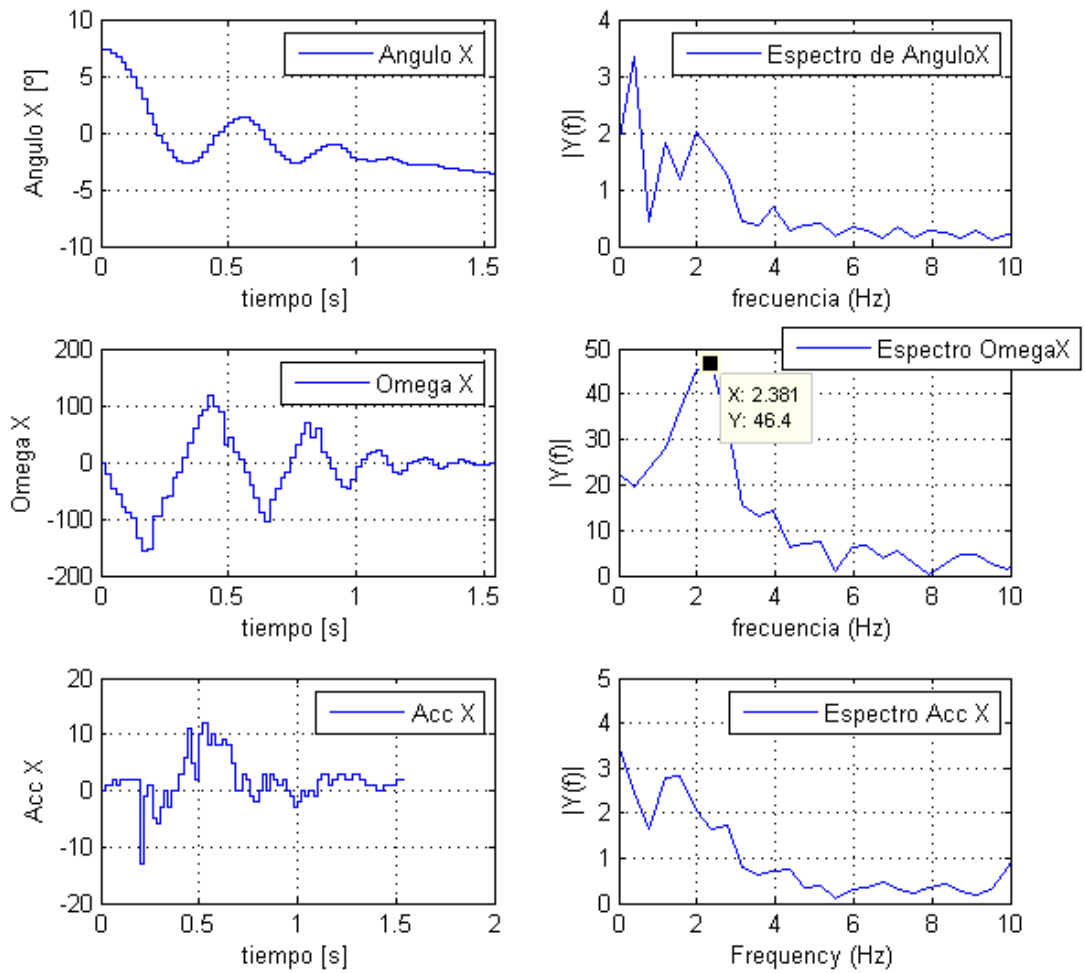 Angulo X
Angulo X [º]
10
5
0
-5
-10
0 0.5 1 1.5
tiempo [s]
Espectro de AnguloX
|Y(f)|
4
3
2
1
0
0 2 4 6 8 10
frecuencia (Hz)
Omega X
Omega X
200
100
0
-100
-200
0 0.5 1 1.5
tiempo [s]
Espectro OmegaX
X: 2.381
Y: 46.4
|Y(f)|
50
40
30
20
10
0
0 2 4 6 8 10
frecuencia (Hz)
Acc X
Acc X
20
10
0
-10
-20
0 0.5 1 1.5 2
tiempo [s]
Espectro Acc X
|Y(f)|
5
4
3
2
1
0
0 2 4 6 8 10
Frequency (Hz)